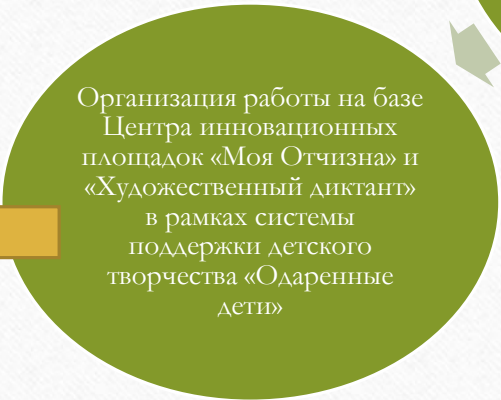 Организация работы на базе
Центра инновационных
площадок «Моя Отчизна» и
«Художественный диктант»
в рамках системы
поддержки детского
творчества «Одаренные
дети»